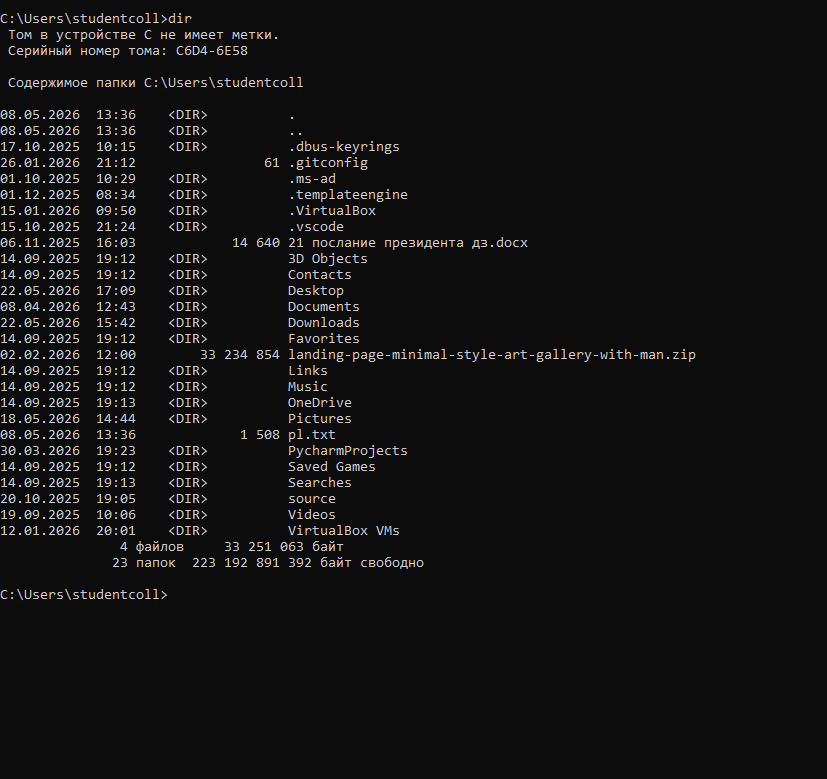 C:\Users\studentcoll>dir
 Том в устройстве C не имеет метки.
 Серийный номер тома: C6D4-6E58

 Содержимое папки C:\Users\studentcoll

08.05.2026  13:36    <DIR>          .
08.05.2026  13:36    <DIR>          ..
17.10.2025  10:15    <DIR>          .dbus-keyrings
26.01.2026  21:12                61 .gitconfig
01.10.2025  10:29    <DIR>          .ms-ad
01.12.2025  08:34    <DIR>          .templateengine
15.01.2026  09:50    <DIR>          .VirtualBox
15.10.2025  21:24    <DIR>          .vscode
06.11.2025  16:03            14 640 21 послание президента дз.docx
14.09.2025  19:12    <DIR>          3D Objects
14.09.2025  19:12    <DIR>          Contacts
22.05.2026  17:09    <DIR>          Desktop
08.04.2026  12:43    <DIR>          Documents
22.05.2026  15:42    <DIR>          Downloads
14.09.2025  19:12    <DIR>          Favorites
02.02.2026  12:00        33 234 854 landing-page-minimal-style-art-gallery-with-man.zip
14.09.2025  19:12    <DIR>          Links
14.09.2025  19:12    <DIR>          Music
14.09.2025  19:13    <DIR>          OneDrive
18.05.2026  14:44    <DIR>          Pictures
08.05.2026  13:36             1 508 pl.txt
30.03.2026  19:23    <DIR>          PycharmProjects
14.09.2025  19:12    <DIR>          Saved Games
14.09.2025  19:13    <DIR>          Searches
20.10.2025  19:05    <DIR>          source
19.09.2025  10:06    <DIR>          Videos
12.01.2026  20:01    <DIR>          VirtualBox VMs
               4 файлов     33 251 063 байт
              23 папок  223 192 891 392 байт свободно

C:\Users\studentcoll>